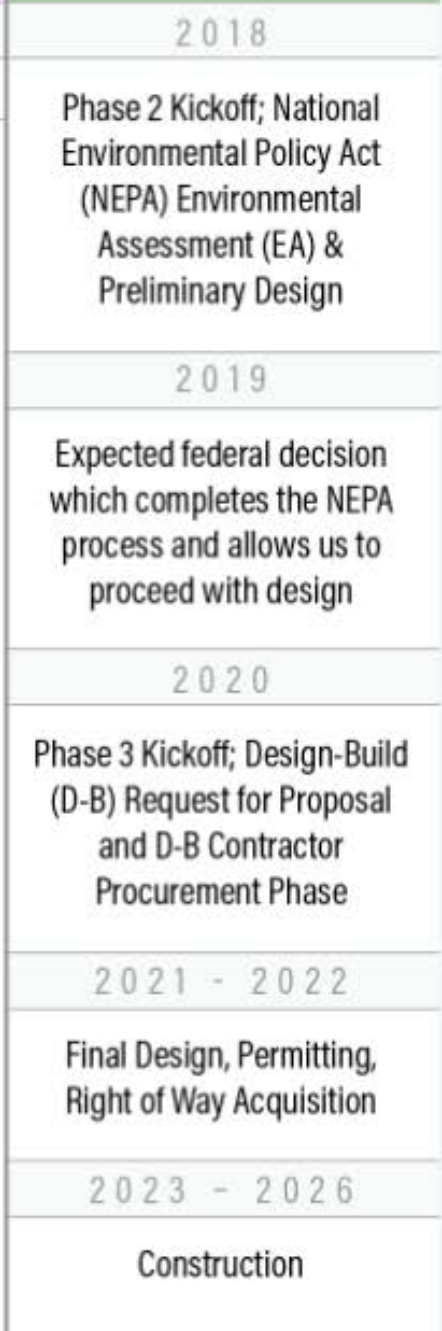 2018
Phase 2 Kickoff; National
Environmental Policy Act
(NEPA) Environmental
Assessment (EA) &
Preliminary Design
2019
Expected federal decision
which completes the NEPA
process and allows us to
proceed with design
2020
Phase 3 Kickoff; Design-Build
(D-B) Request for Proposal
and D-B Contractor
Procurement Phase
2021 - 2022
Final Design, Permitting,
Right of Way Acquisition
2023 – 2026
Construction